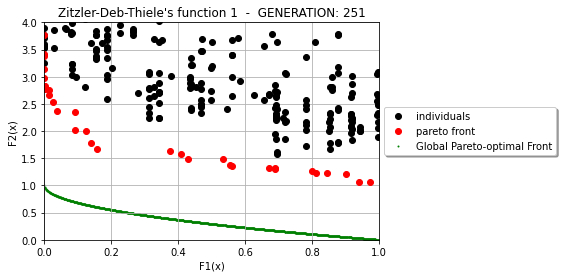 Zitzler-Deb-Thiele's function 1 - GENERATION: 251
4.0
3.5
3.0
2.5
2.0
1.5
1.0
0.5
0.0
F2(x)
0.0 0.2 0.4 0.6 0.8 1.0
F1(x)
individuals
pareto front
Global Pareto-optimal Front